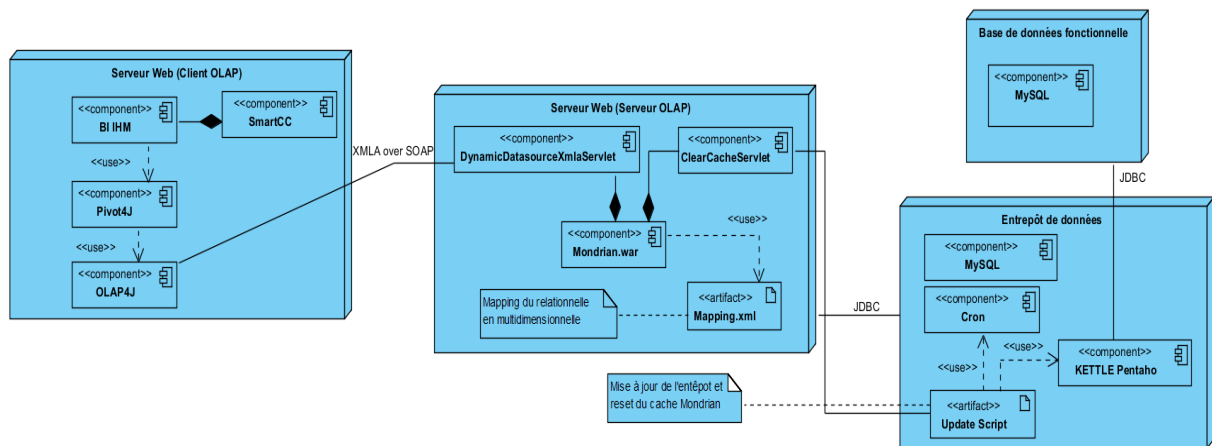 Serveur Web (Client OLAP)
<<component>>
BI IHM
<<component>>
SmartCC
<<use>>
<<component>>
Pivot4J
<<use>>
<<component>>
OLAP4J
XMLA over SOAP
Serveur Web (Serveur OLAP)
<<component>>
DynamicDatasourceXmlaServlet
<<component>>
ClearCacheServlet
<<component>>
Mondrian.war
<<use>>
Mapping du relationnelle
en multidimensionnelle
<<artifact>>
Mapping.xml
Mise à jour de l'entêpot et
reset du cache Mondrian
JDBC
Base de données fonctionnelle
<<component>>
MySQL
JDBC
Entrepôt de données
<<component>>
MySQL
<<component>>
Cron
<<use>>
<<use>>
<<component>>
KETTLE Pentaho
<<artifact>>
Update Script